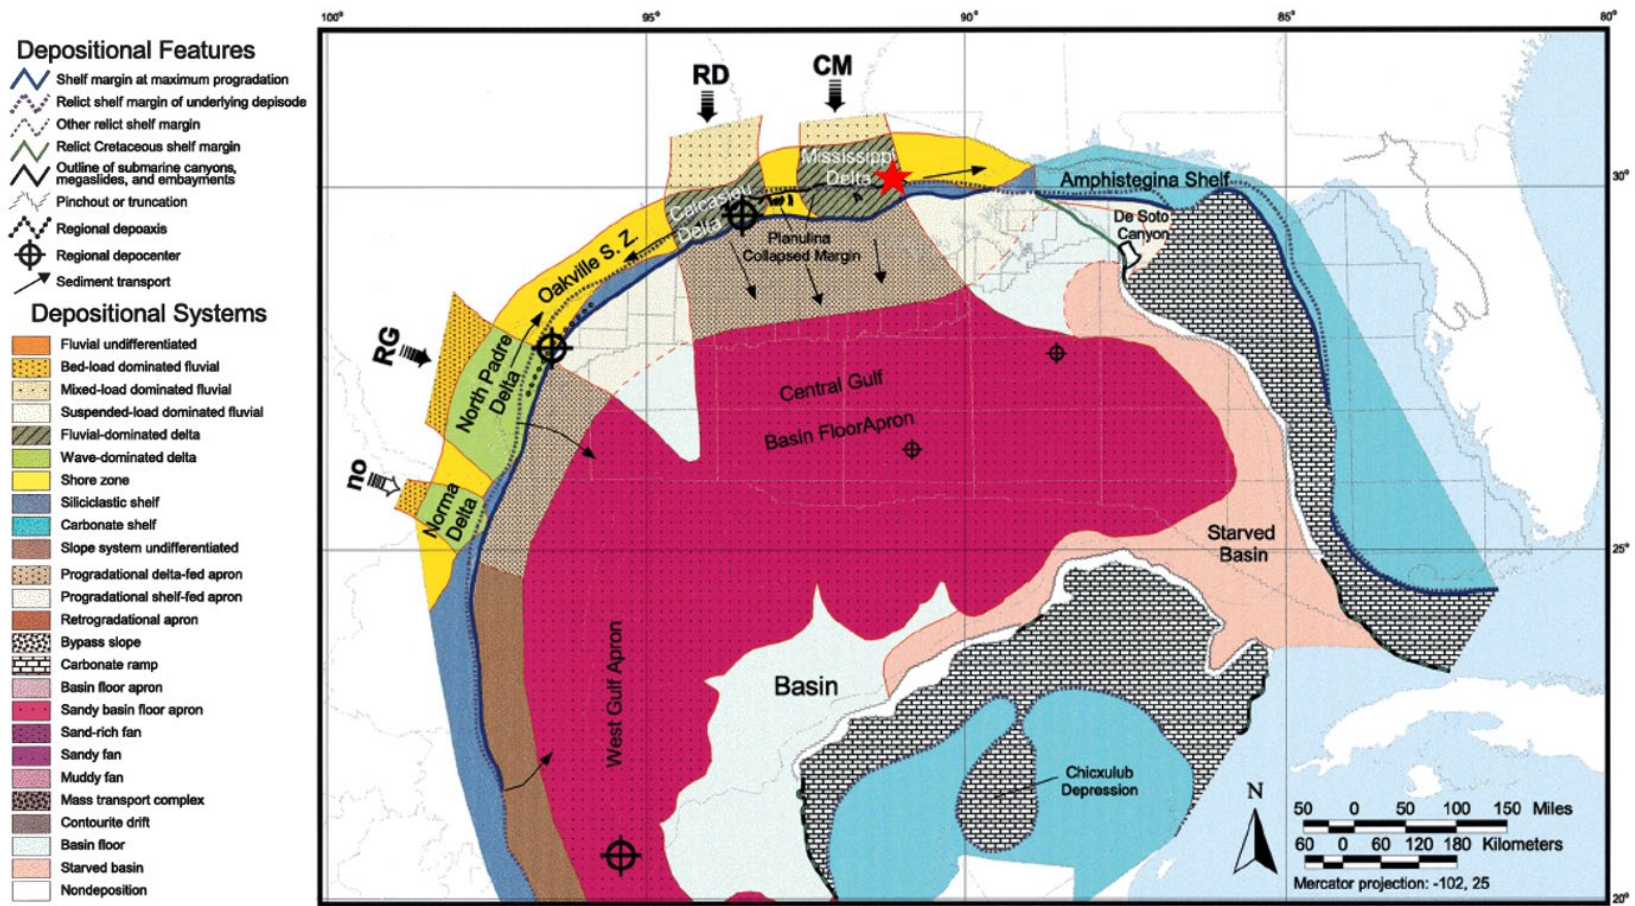 Depositional Features
Shelf margin at maximum progradation
Relict shelf margin of underlying depisode
Other relict shelf margin
Relict Cretaceous shelf margin
Outline of submarine canyons,
megaslides, and embayments
Pinchout or truncation
Regional depoaxis
Regional depocenter
Sediment transport
Depositional Systems
Fluvial undifferentiated
Bed-load dominated fluvial
Mixed-load dominated fluvial
Suspended-load dominated fluvial
Fluvial-dominated delta
Wave-dominated delta
Shore zone
Siliciclastic shelf
Carbonate shelf
Slope system undifferentiated
Progradational delta-fed apron
Progradational shelf-fed apron
Retrogradational apron
Bypass slope
Carbonate ramp
Basin floor apron
Sandy basin floor apron
Sand-rich fan
Sandy fan
Muddy fan
Mass transport complex
Contourite drift
Basin floor
Starved basin
Nondeposition
100°
95°
90°
85°
80°
RD
CM
Mississippi
Delta
Amphistegina Shelf
30°
Calcasieu
Delta
De Soto
Canyon
Planulina
Collapsed Margin
Oakville S. Z.
RG
North Padre
Delta
Central Gulf
Basin FloorApron
no
Norma
Delta
Starved
Basin
25°
West Gulf Apron
Basin
Chicxulub
Depression
N
50 0 50 100 150 Miles
60 0 60 120 180 Kilometers
Mercator projection: -102, 25
20°